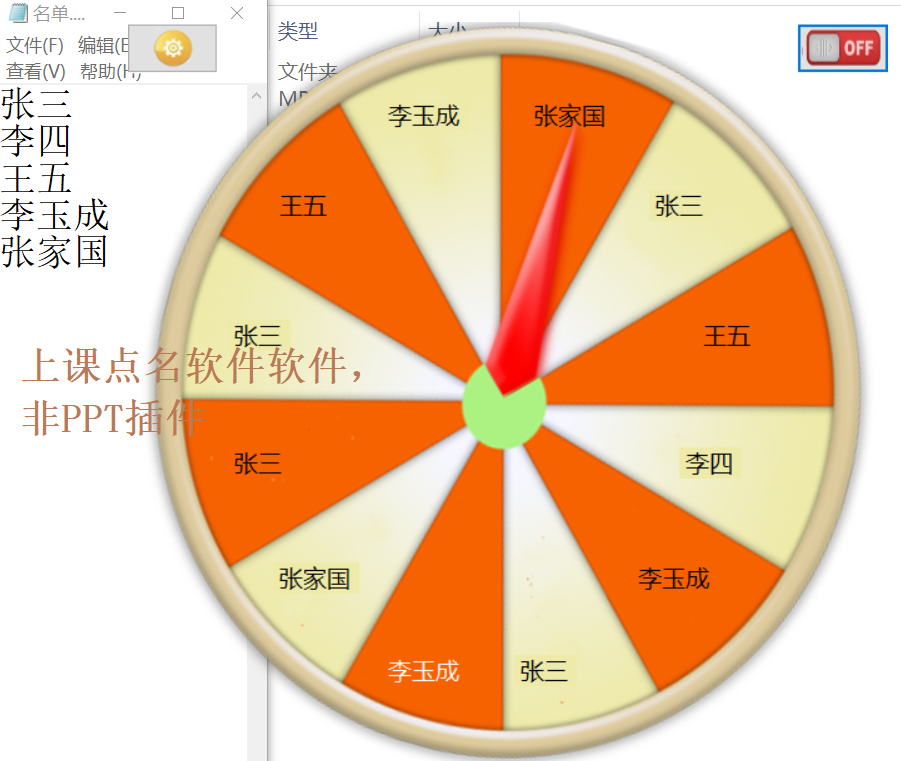 名单....
文件(F) 编辑(E
查看(V) 帮助(H)
张三
李四
王五
李玉成
张家国
类型
大小
文件夹
OFF
李玉成
张家国
王五
张三
张三
王五
上课点名软件软件，
非PPT插件
张三
李四
张家国
李玉成
李玉成
张三